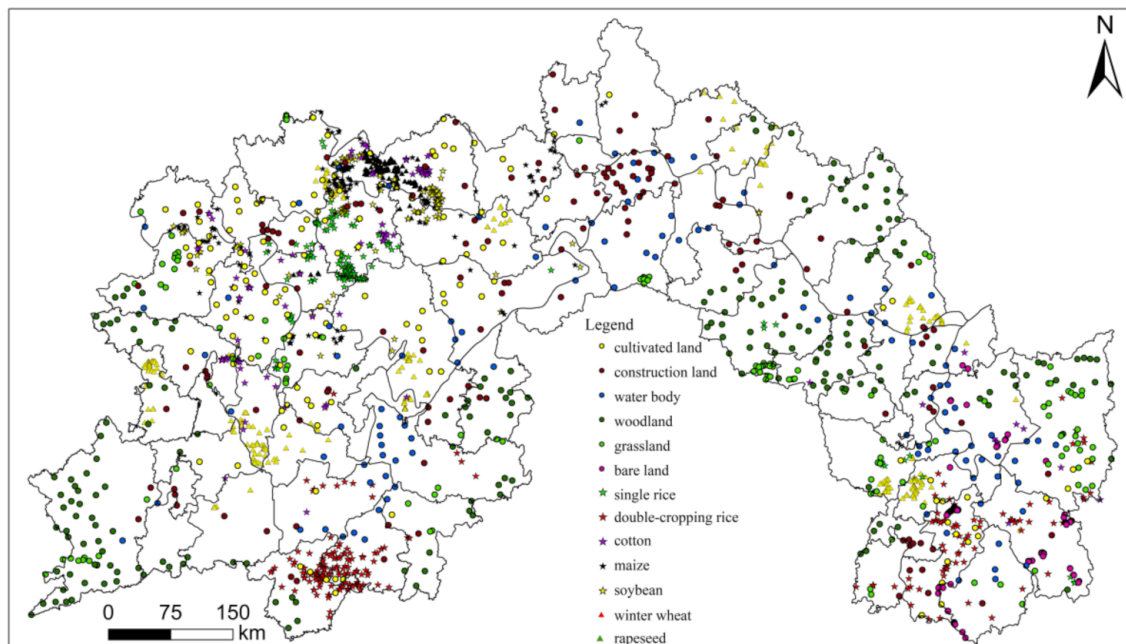 N
Legend
cultivated land
construction land
water body
woodland
grassland
bare land
single rice
double-cropping rice
cotton
maize
soybean
winter wheat
rapeseed
0 75 150
km